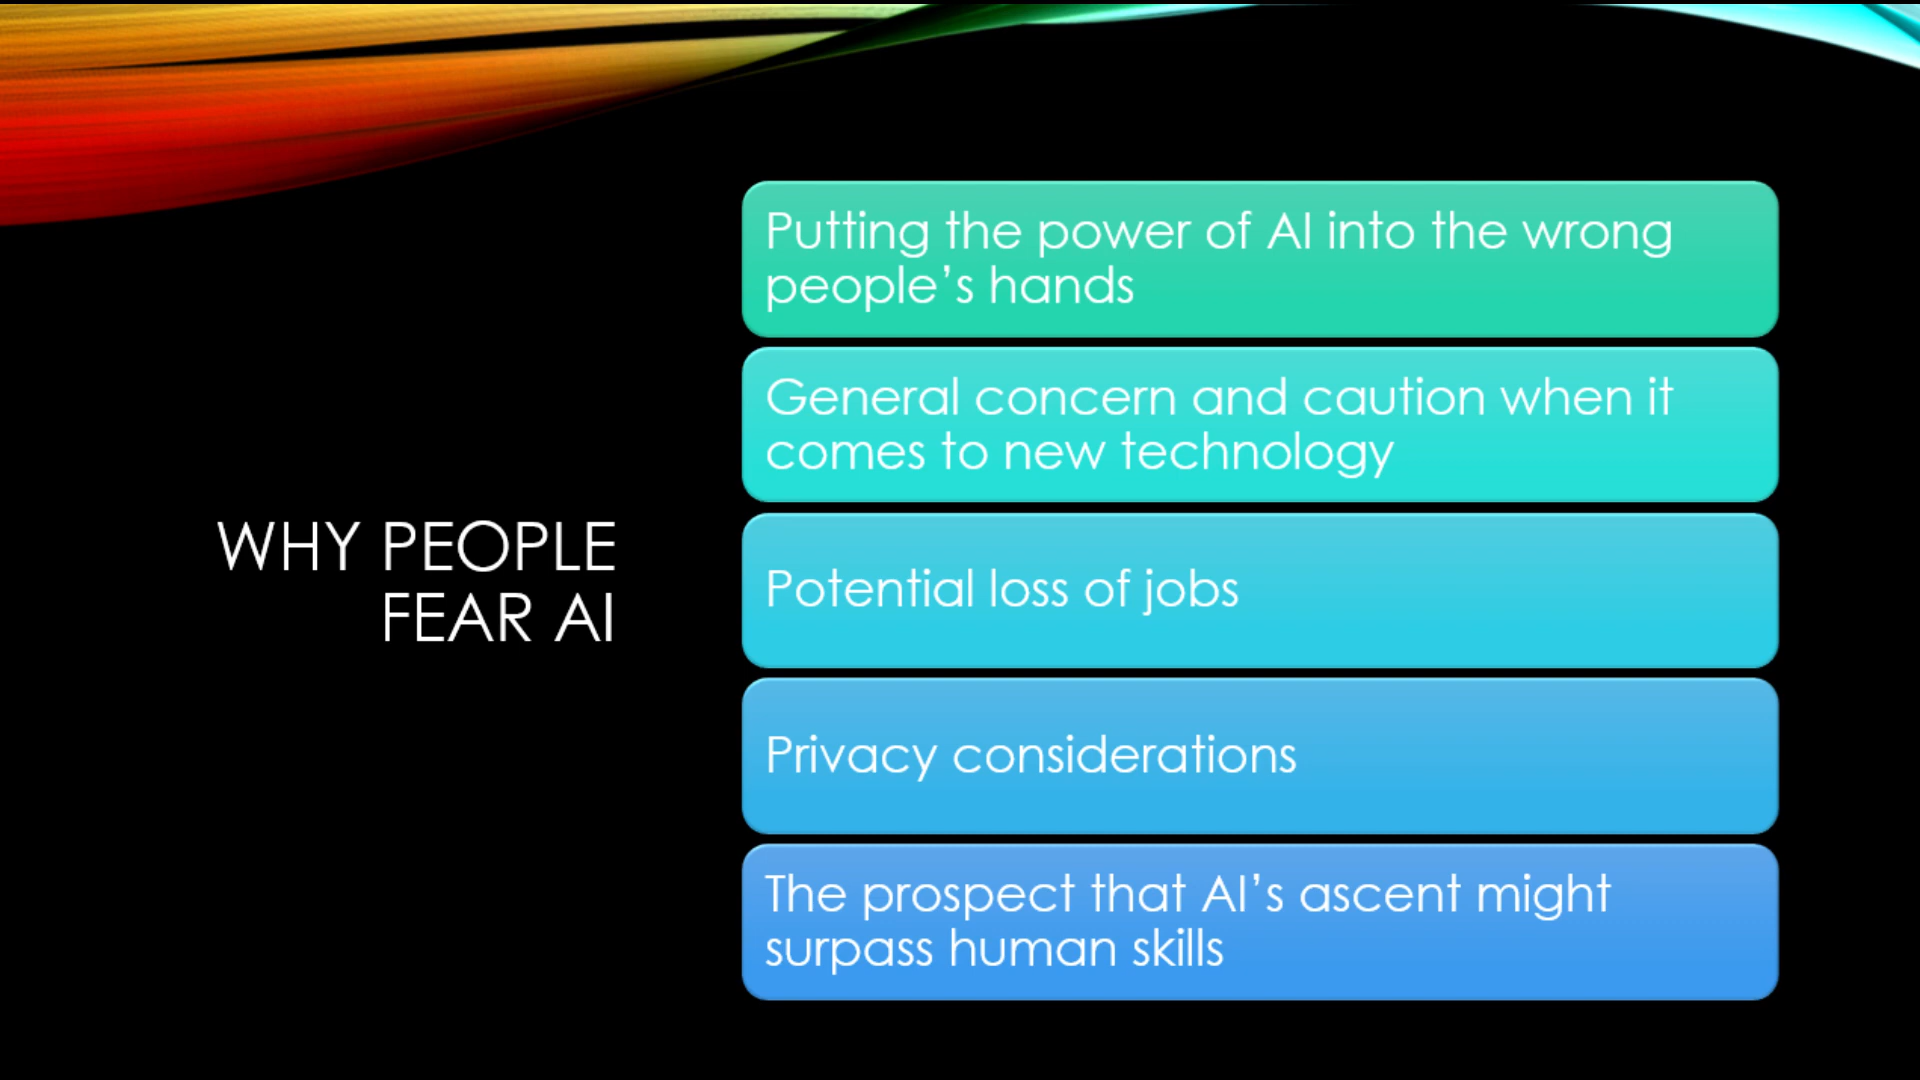 WHY PEOPLE
FEAR AI
Putting the power of AI into the wrong
people’s hands
General concern and caution when it
comes to new technology
Potential loss of jobs
Privacy considerations
The prospect that AI’s ascent might
surpass human skills